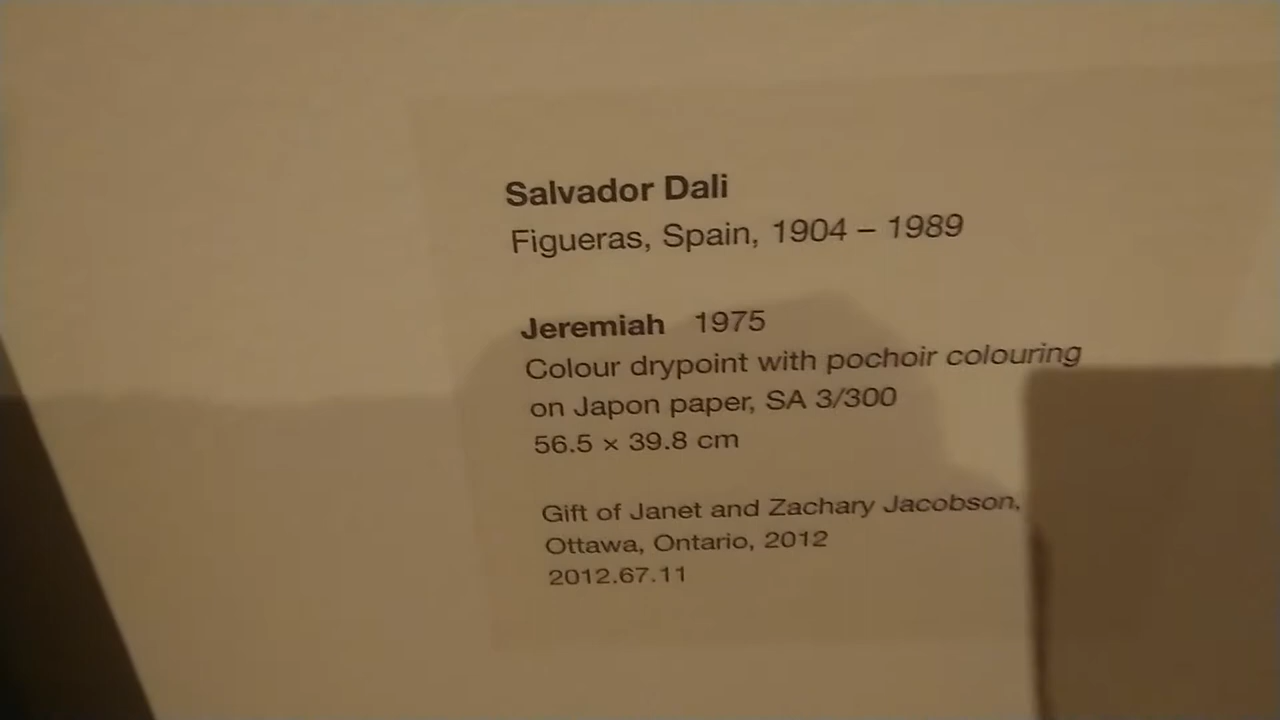 Salvador Dali
Figueras, Spain, 1904 – 1989
Jeremiah 1975
Colour drypoint with pochoir colouring
on Japon paper, SA 3/300
56.5 × 39.8 cm
Gift of Janet and Zachary Jacobson,
Ottawa, Ontario, 2012
2012.67.11